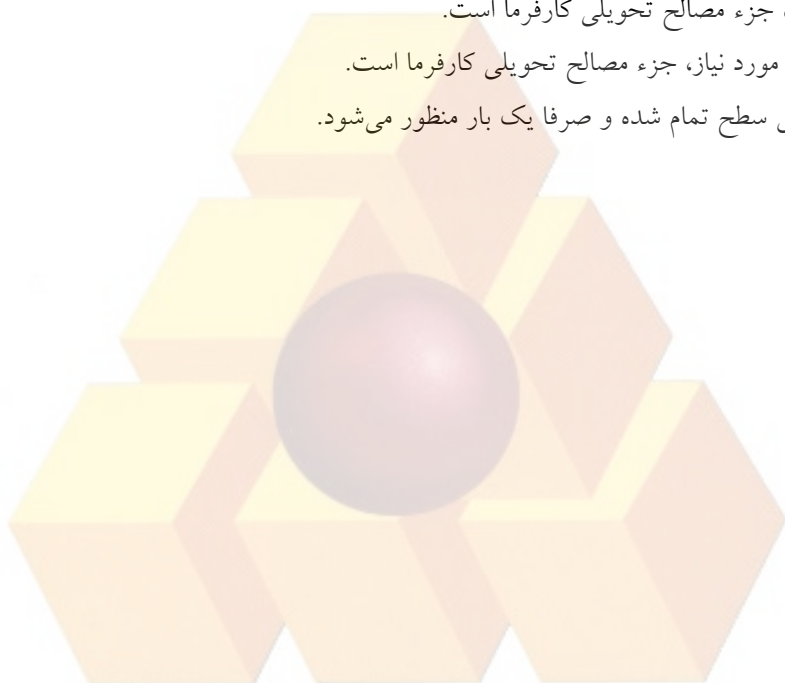 جزء مصالح تحویلی کارفرما است.
مورد نیاز، جزء مصالح تحویلی کارفرما است.
سطح تمام شده و صرفا یک بار منظور می‌شود.